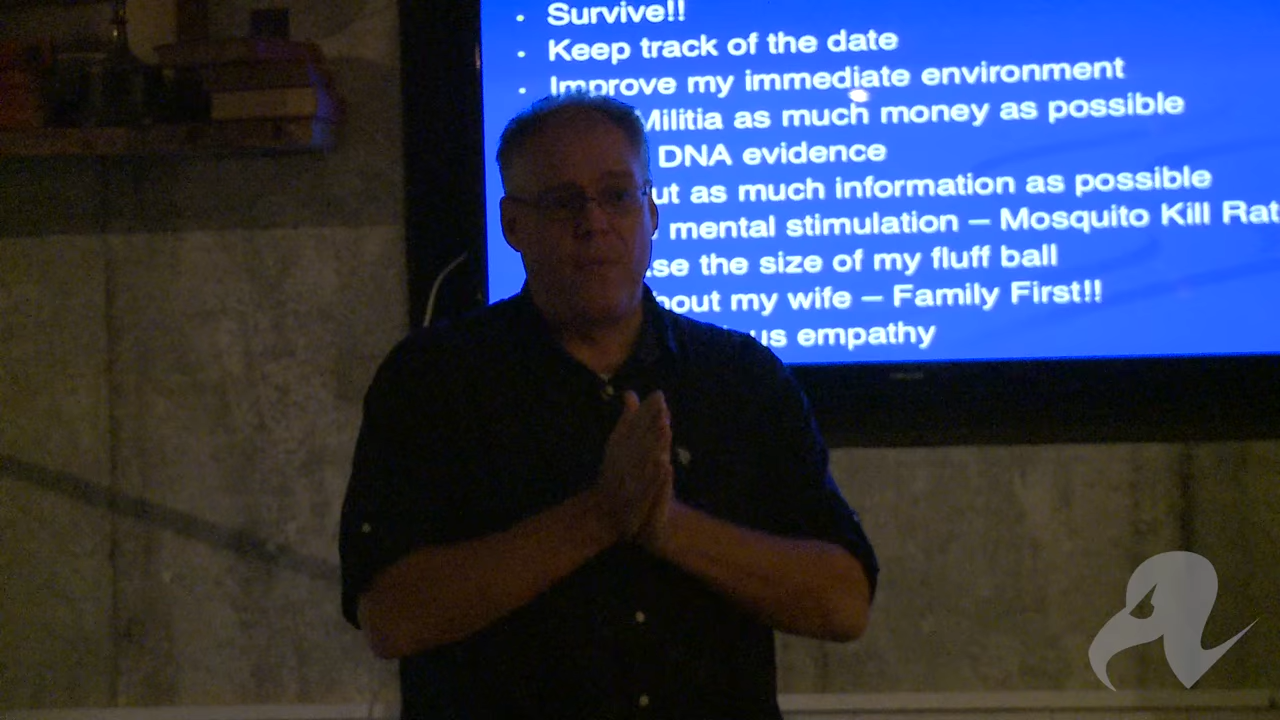 • Survive!!
• Keep track of the date
• Improve my immediate environment
Militia as much money as possible
DNA evidence
as much information as possible
mental stimulation – Mosquito Kill
the size of my fluff ball
my wife – Family First!!
empathy